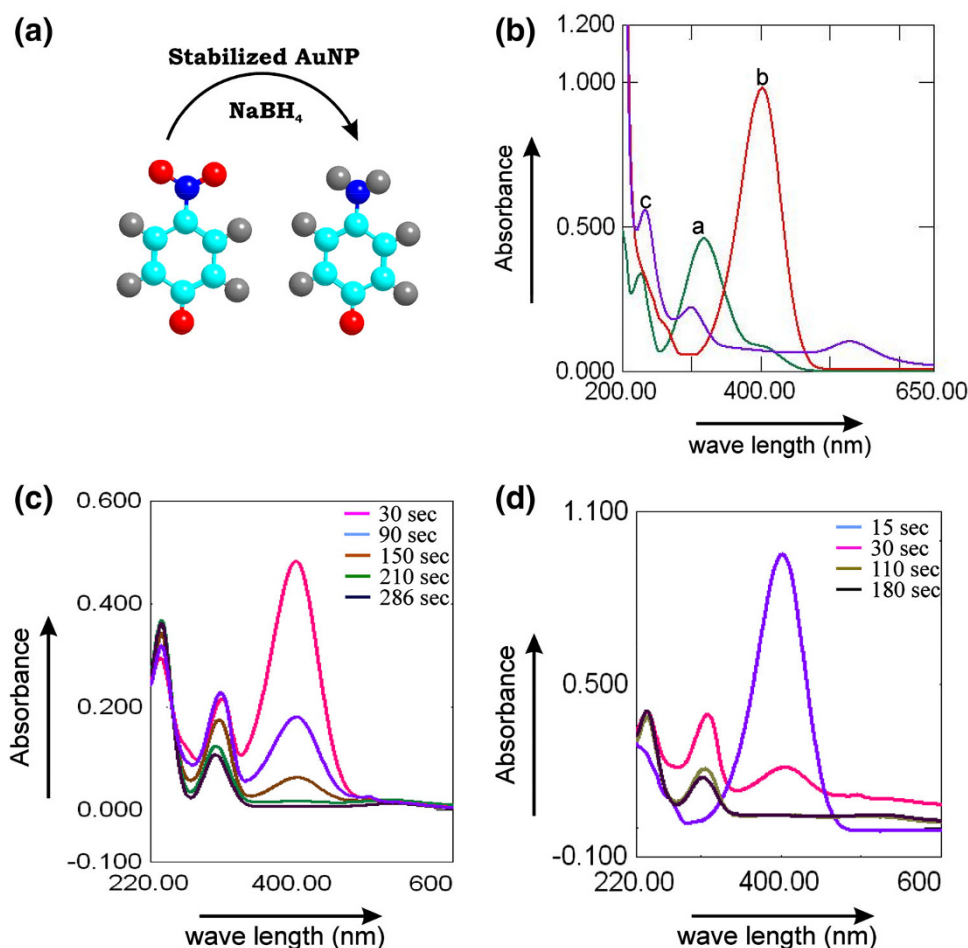 (a)
Stabilized AuNP
NaBH4
(b)
Absorbance
1.200
1.000
0.500
0.000
a
b
c
200.00 400.00 650.00
wave length (nm)
(c)
Absorbance
0.600
0.400
0.200
0.000
-0.100
30 sec
90 sec
150 sec
210 sec
286 sec
220.00 400.00 600
wave length (nm)
(d)
Absorbance
1.100
0.500
-0.100
15 sec
30 sec
110 sec
180 sec
220.00 400.00 600
wave length (nm)